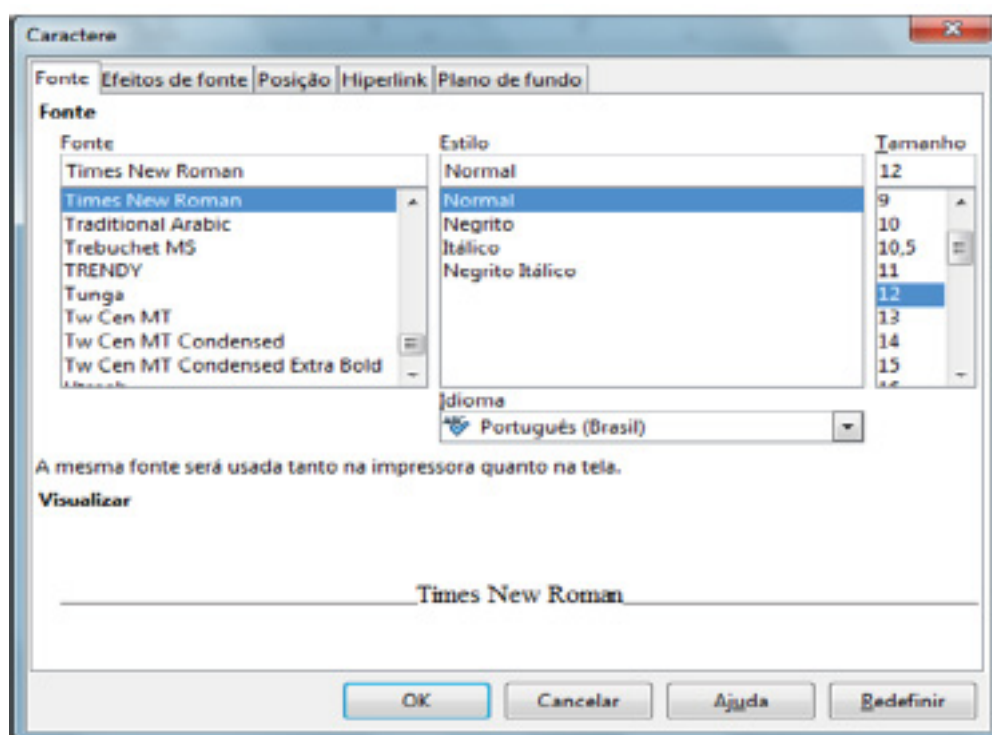 Caractere
Fonte Efeitos de fonte Posição Hiperlink Plano de fundo
Fonte
Fonte Estilo Tamanho
Times New Roman Normal 12
Times New Roman Normal 9
Traditional Arabic Negrito 10
Trebuchet MS Itálico 10,5
TRENDY Negrito Itálico 11
Tunga 12
Tw Cen MT 13
Tw Cen MT Condensed 14
Tw Cen MT Condensed Extra Bold 15
Idioma
Português (Brasil)
A mesma fonte será usada tanto na impressora quanto na tela.
Visualizar
Times New Roman
OK Cancelar Ajuda Redefinir